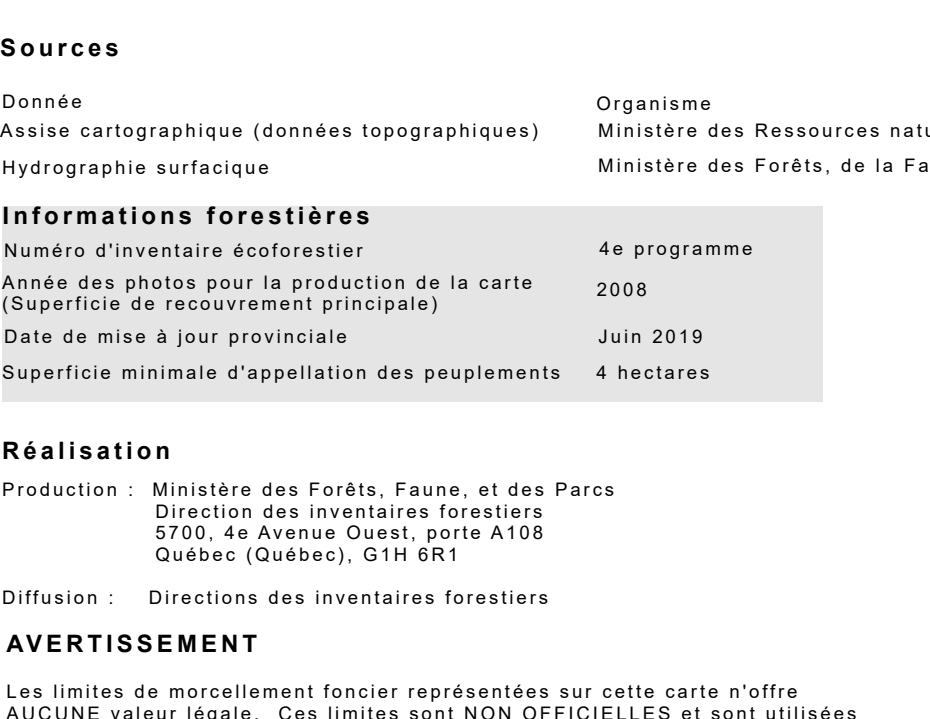 Sources
Donnée Organisme
Assise cartographique (données topographiques) Ministère des Ressources
Hydrographie surfacique Ministère des Forêts, de la
Informations forestières
Numéro d'inventaire écoforestier 4e programme
Année des photos pour la production de la carte
(Superficie de recouvrement principale) 2008
Date de mise à jour provinciale Juin 2019
Superficie minimale d'appellation des peuplements 4 hectares
Réalisation
Production : Ministère des Forêts, Faune, et des Parcs
Direction des inventaires forestiers
5700, 4e Avenue Ouest, porte A108
Québec (Québec), G1H 6R1
Diffusion : Directions des inventaires forestiers
AVERTISSEMENT
Les limites de morcellement foncier représentées sur cette carte n'offre
AUCUNE valeur légale. Ces limites sont NON OFFICIELLES et sont utilisées